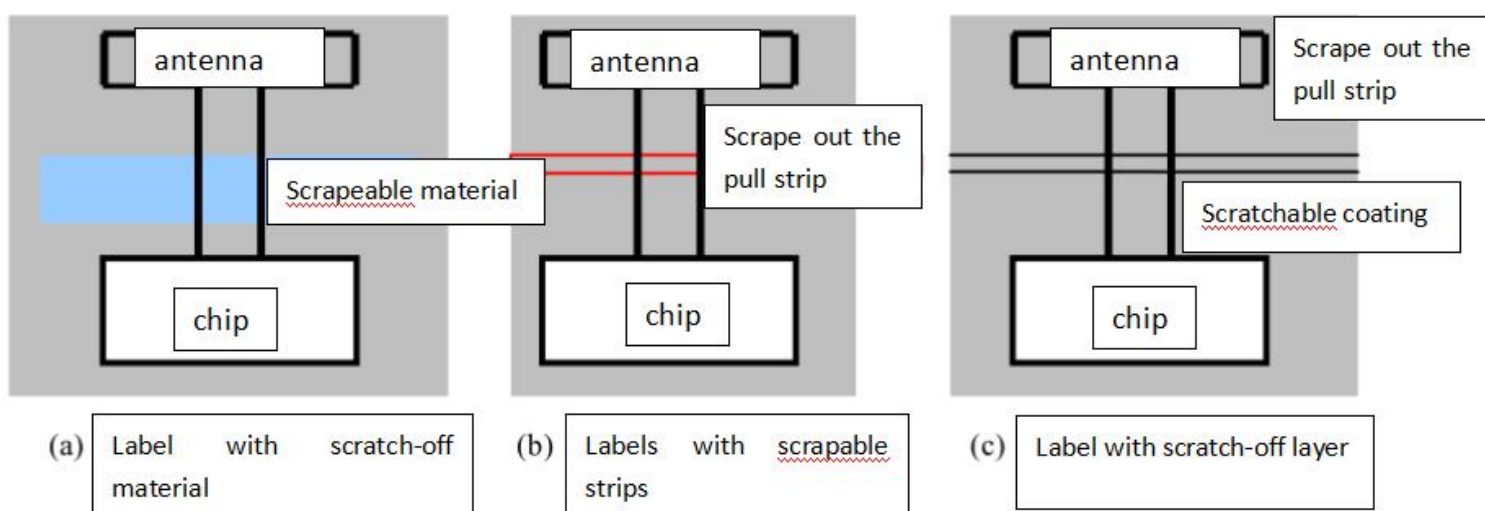 antenna
antenna
antenna
Scrape out the
pull strip
Scrape out the
pull strip
Scrapeable material
Scratchable coating
chip
chip
chip
(a) Label with scratch-off
material
(b) Labels with scrapable
strips
(c) Label with scratch-off layer